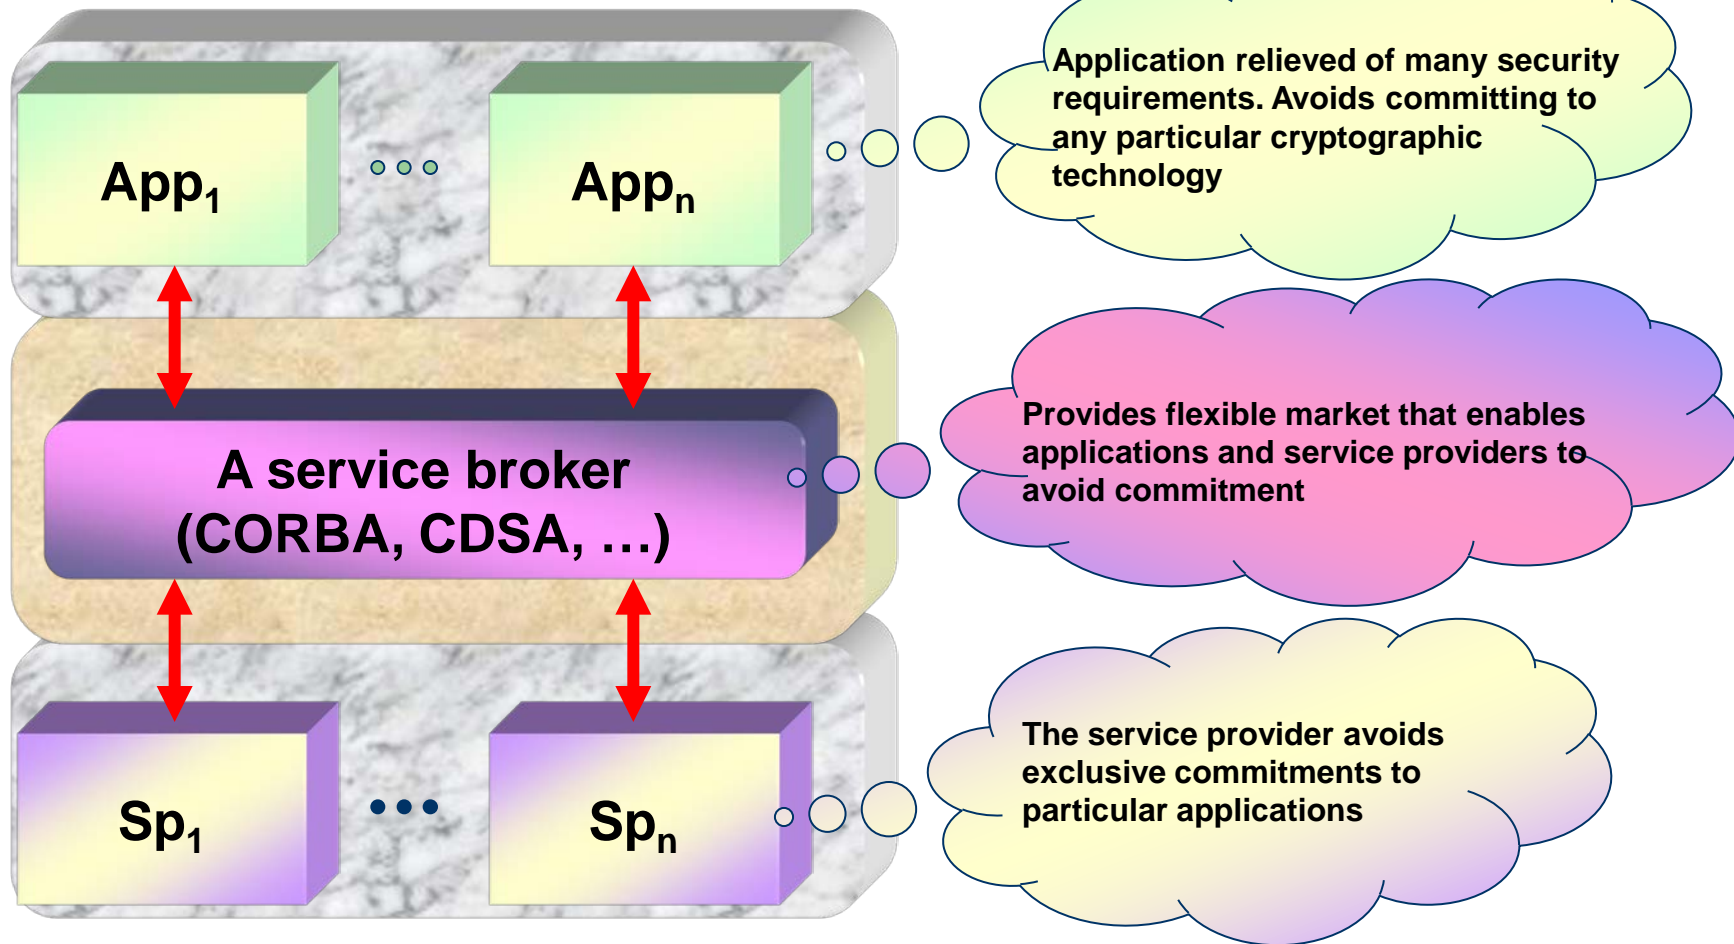 App₁
Appₙ
Application relieved of many security
requirements. Avoids committing to
any particular cryptographic
technology
A service broker
(CORBA, CDSA, …)
Provides flexible market that enables
applications and service providers to
avoid commitment
Sp₁
Spₙ
The service provider avoids
exclusive commitments to
particular applications